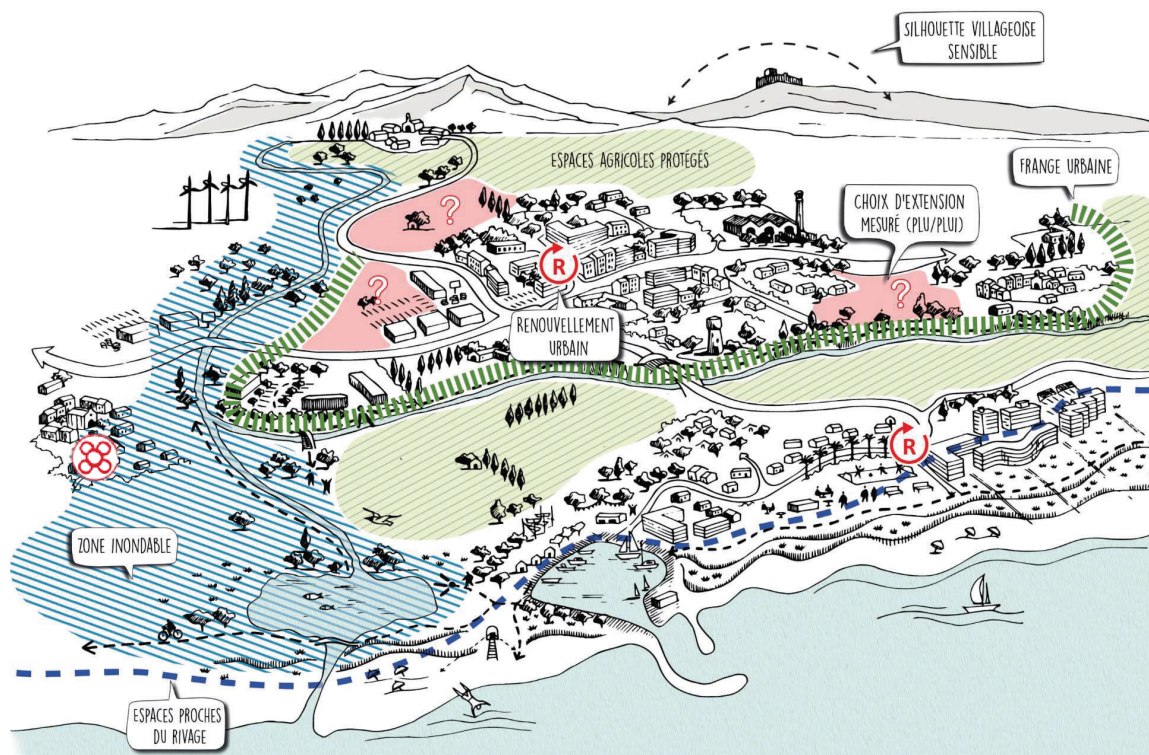 SILHOUETTE VILLAGEOISE
SENSIBLE
ESPACES AGRICOLES PROTÉGÉS
FRANGE URBAINE
CHOIX D'EXTENSION
MESURÉ (PLU/PLUI)
?
?
?
R
RENOUVELLEMENT
URBAIN
R
ZONE INONDABLE
ESPACES PROCHES
DU RIVAGE